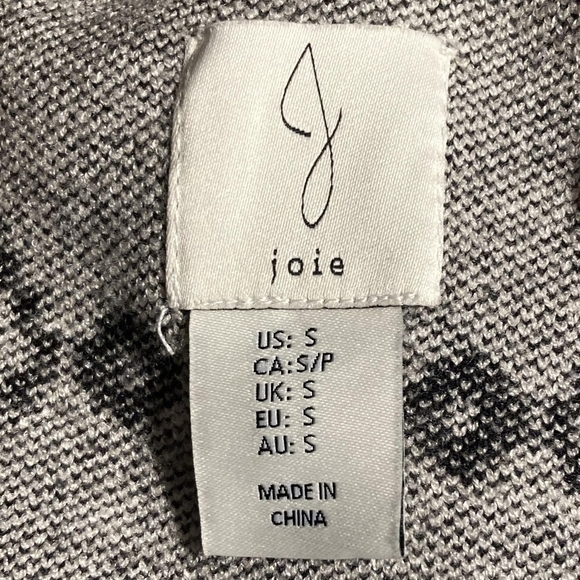 J
joie
US: S
CA:S/P
UK: S
EU: S
AU: S
MADE IN
CHINA